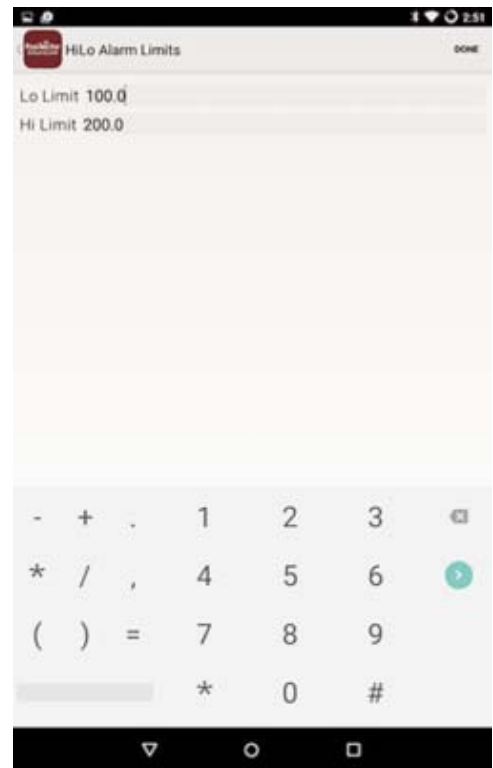 2:51
HiLo Alarm Limits
DONE
Lo Limit 100.0
Hi Limit 200.0
- + . 1 2 3
* / , 4 5 6
( ) = 7 8 9
* 0 #